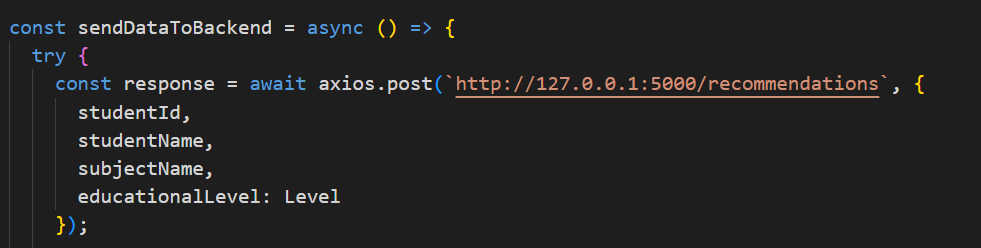 const sendDataToBackend = async () => {
try {
const response = await axios.post(`http://127.0.0.1:5000/recommendations`, {
studentId,
studentName,
subjectName,
educationalLevel: Level
});